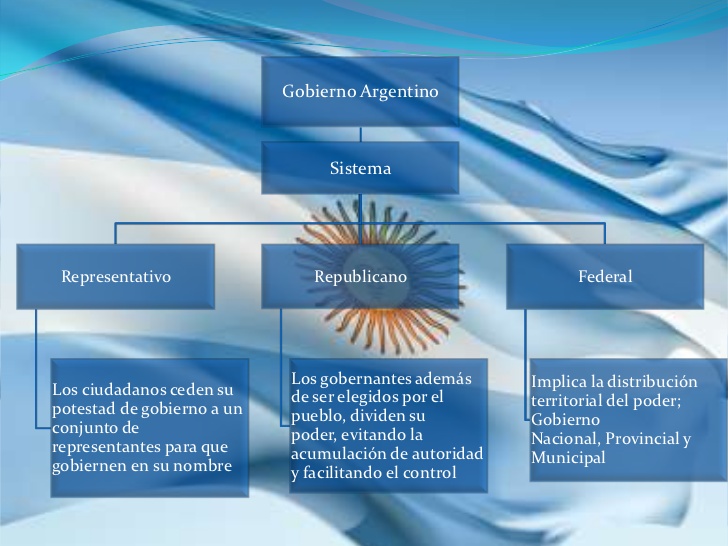 Gobierno Argentino
Sistema
Representativo
Republicano
Federal
Los ciudadanos ceden su
potestad de gobierno a un
conjunto de
representantes para que
gobiernen en su nombre
Los gobernantes además
de ser elegidos por el
pueblo, dividen su
poder, evitando la
acumulación de autoridad
y facilitando el control
Implica la distribución
territorial del poder;
Gobierno
Nacional, Provincial y
Municipal